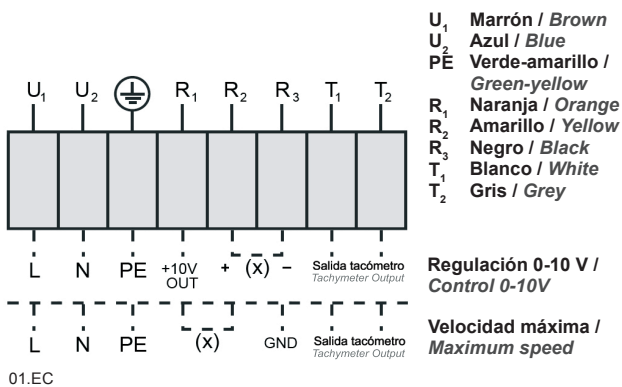 U1 Marrón / Brown
U2 Azul / Blue
PE Verde-amarillo /
Green-yellow
R1 Naranja / Orange
R2 Amarillo / Yellow
R3 Negro / Black
T1 Blanco / White
T2 Gris / Grey
U1 U2 R1 R2 R3 T1 T2
L N PE +10V OUT + (x) - Salida tacómetro
Tachymeter Output
Regulación 0-10 V /
Control 0-10V
L N PE (x) GND Salida tacómetro
Tachymeter Output
Velocidad máxima /
Maximum speed
01.EC